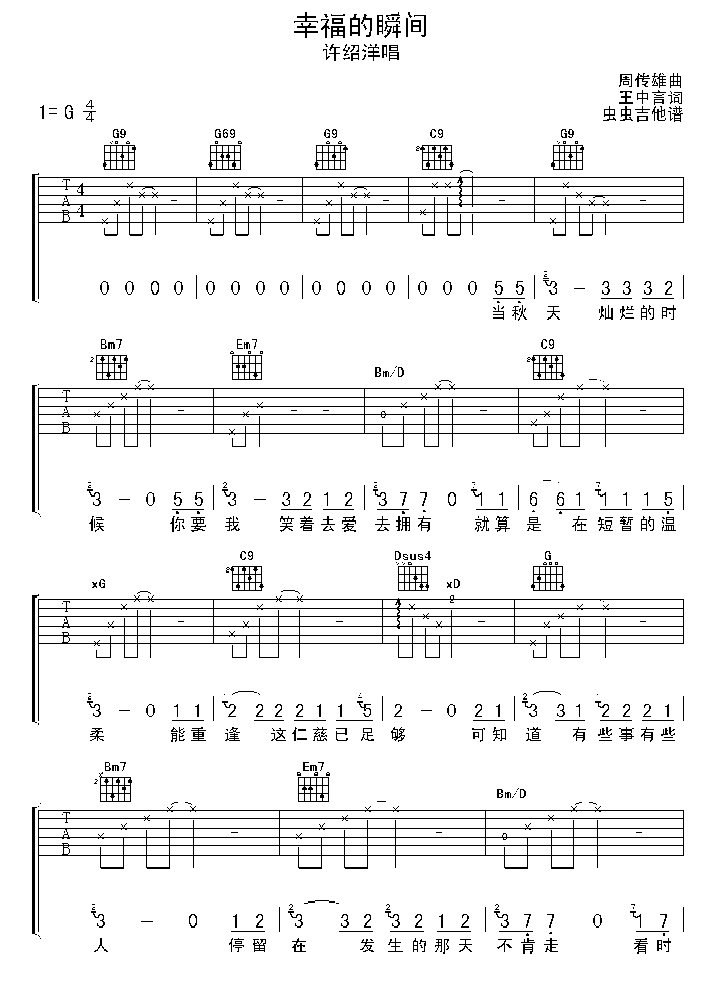 幸福的瞬间
许绍洋唱
周传雄曲
1= G 4/4 王中言词
虫虫吉他谱
G9 G69 G9 C9 G9
T A B 4 4
0 0 0 0 0 0 0 0 0 0 0 0 0 0 0 5 5 3 - 3 3 3 2
当秋 天 灿烂的时
Bm7 Em7 Bm/D C9
T A B
3 - 0 5 5 3 - 3 2 1 2 3 7 7 0 1 1 6 6 1 1 1 1 5
候 你要 我 笑着去爱 去拥有 就算 是 在短暂的温
xG C9 Dsus4 xD G
T A B
3 - 0 1 1 2 2 2 2 1 1 5 2 - 0 2 1 3 3 1 2 1 2
柔 能重 逢 这仁慈已足 够 可知 道 有些事有些
Bm7 Em7 Bm/D
T A B
3 - 0 1 2 3 3 2 3 1 2 3 7 7 0 1 7
人 停留 在 发生的那天 不肯走 看时